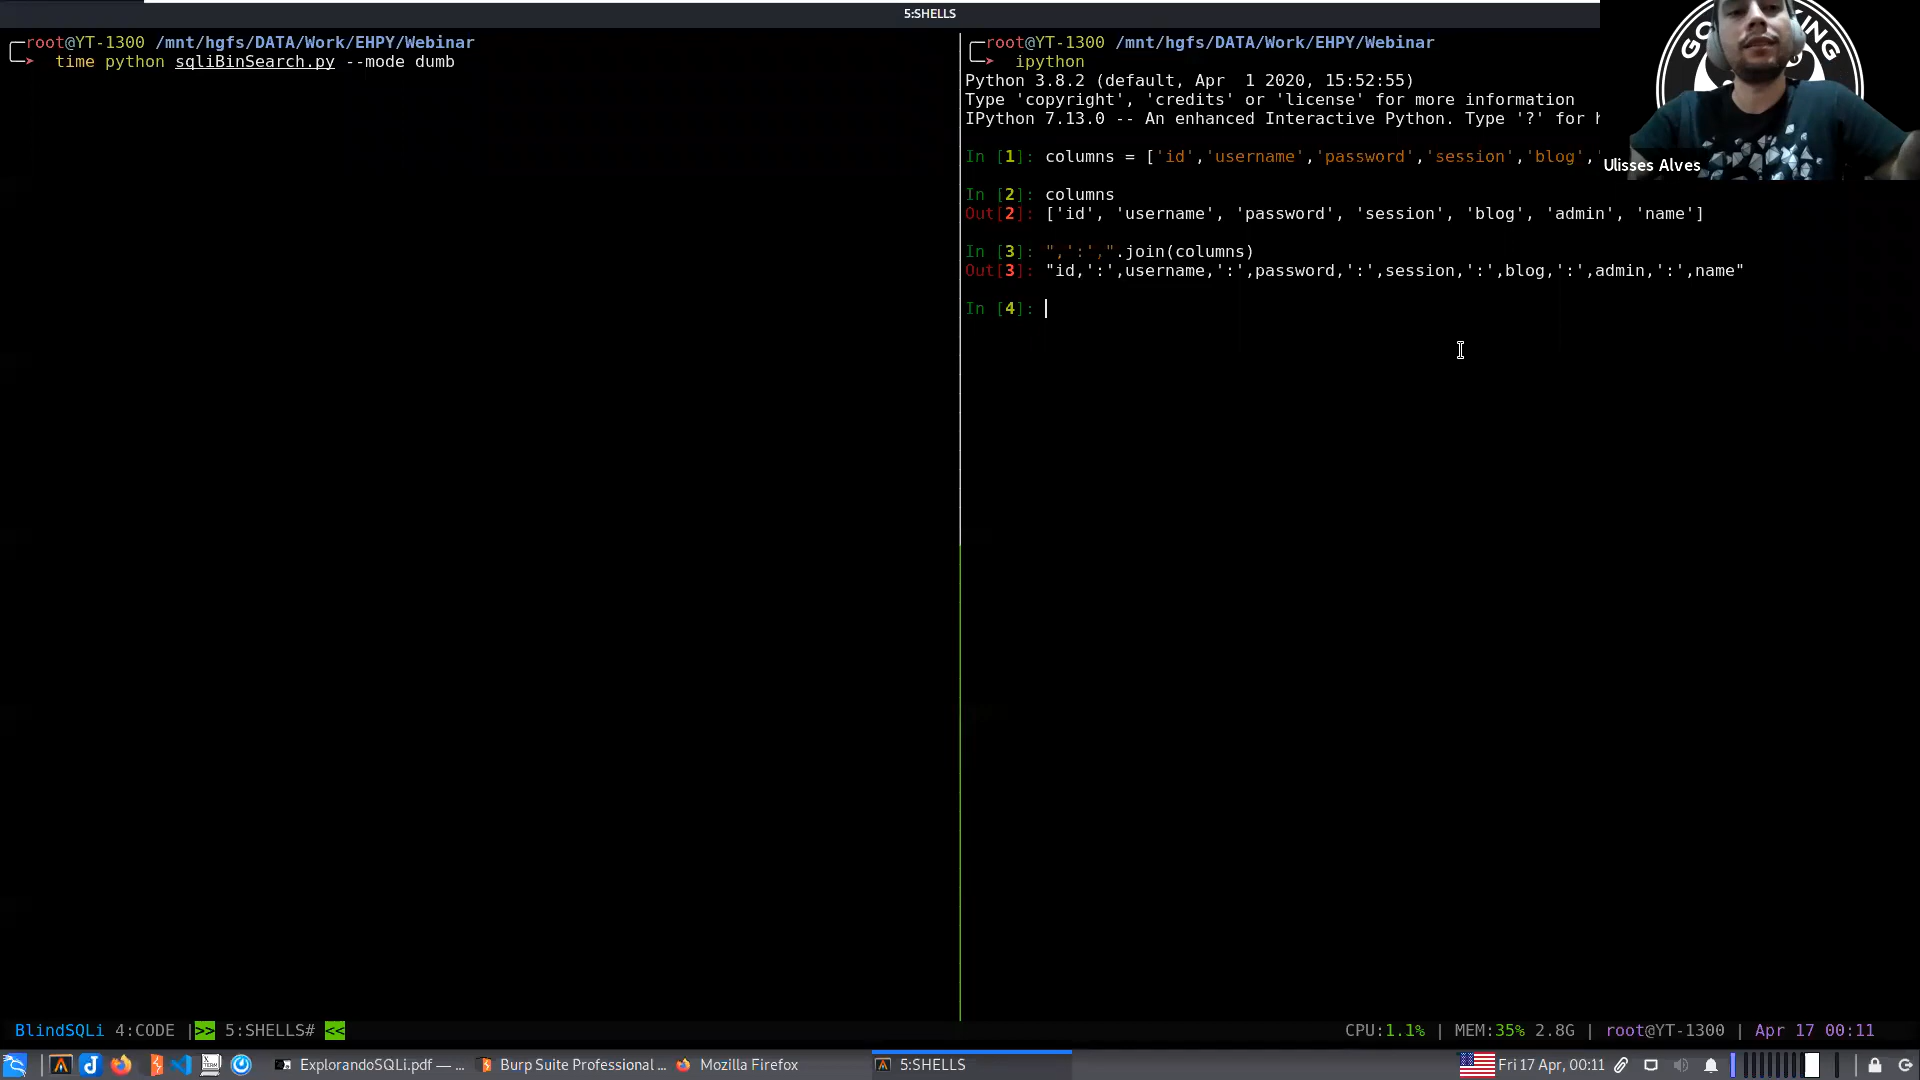 5:SHELLS
root@YT-1300 /mnt/hgfs/DATA/Work/EHPY/Webinar
time python sqliBinSearch.py --mode dumb
root@YT-1300 /mnt/hgfs/DATA/Work/EHPY/Webinar
ipython
Python 3.8.2 (default, Apr  1 2020, 15:52:55)
Type 'copyright', 'credits' or 'license' for more information
IPython 7.13.0 -- An enhanced Interactive Python. Type '?' for
In [1]: columns = ['id','username','password','session','blog',
In [2]: columns
Out[2]: ['id', 'username', 'password', 'session', 'blog', 'admin', 'name']
In [3]: ",':',".join(columns)
Out[3]: "id,':',username,':',password,':',session,':',blog,':',admin,':',name"
In [4]:
Ulisses Alves
BlindSQLi 4:CODE |>> 5:SHELLS# <<
CPU:1.1% | MEM:35% 2.8G | root@YT-1300 | Apr 17 00:11
ExplorandoSQLi.pdf — ...
Burp Suite Professional ...
Mozilla Firefox
5:SHELLS
Fri 17 Apr, 00:11